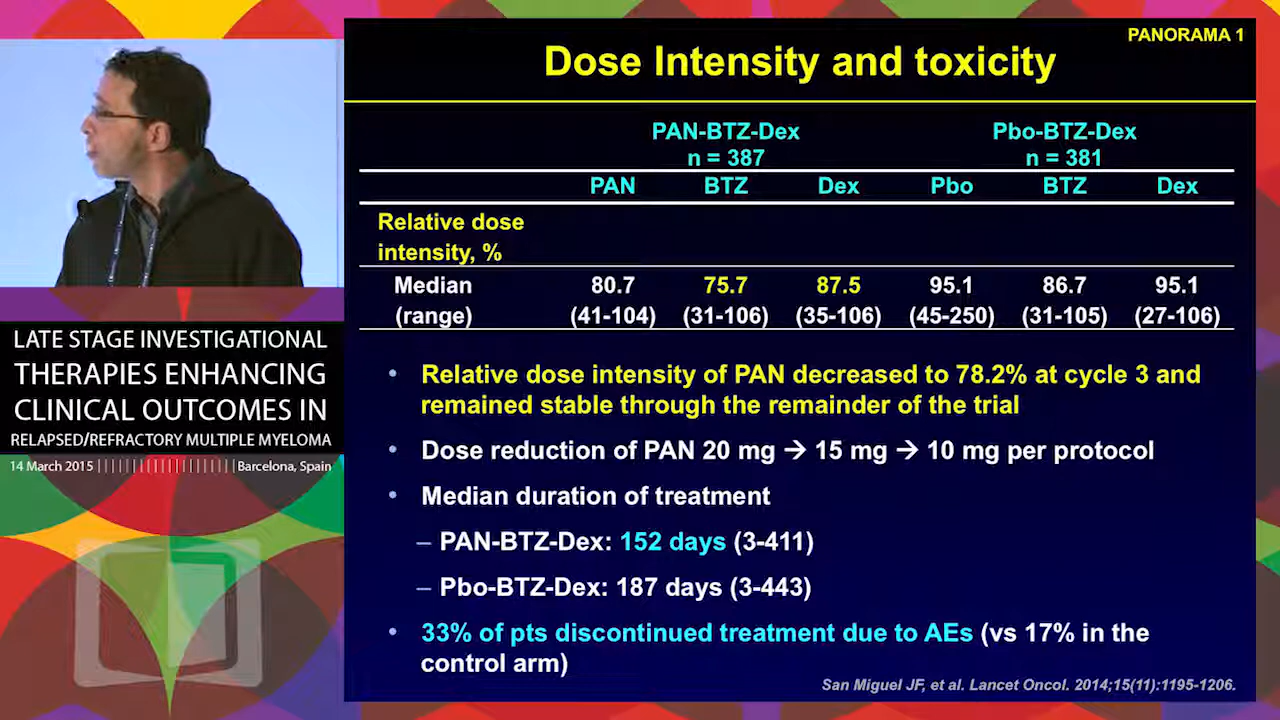 PANORAMA 1
Dose Intensity and toxicity
PAN-BTZ-Dex Pbo-BTZ-Dex
n = 387 n = 381
PAN BTZ Dex Pbo BTZ Dex
Relative dose
intensity, %
Median 80.7 75.7 87.5 95.1 86.7 95.1
(range) (41-104) (31-106) (35-106) (45-250) (31-105) (27-106)
• Relative dose intensity of PAN decreased to 78.2% at cycle 3 and
remained stable through the remainder of the trial
• Dose reduction of PAN 20 mg → 15 mg → 10 mg per protocol
• Median duration of treatment
– PAN-BTZ-Dex: 152 days (3-411)
– Pbo-BTZ-Dex: 187 days (3-443)
• 33% of pts discontinued treatment due to AEs (vs 17% in the
control arm)
San Miguel JF, et al. Lancet Oncol. 2014;15(11):1195-1206.
LATE STAGE INVESTIGATIONAL
THERAPIES ENHANCING
CLINICAL OUTCOMES IN
RELAPSED/REFRACTORY MULTIPLE MYELOMA
14 March 2015 Barcelona, Spain